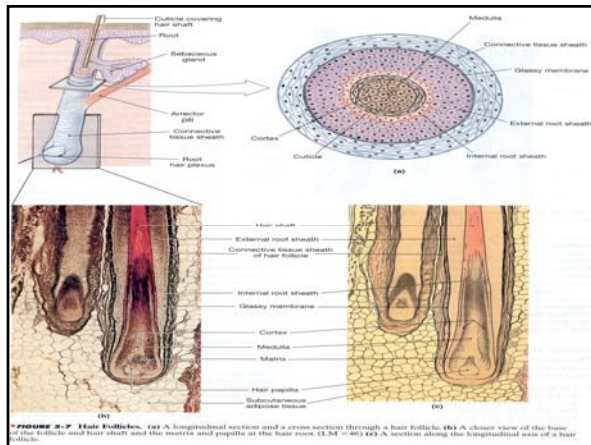 Cuticle covering
hair shaft
Root
Sebaceous
gland
Arrector
pili
Connective
tissue sheath
Root
hair plexus
Medulla
Connective tissue sheath
Glassy membrane
External root sheath
Internal root sheath
Cortex
Cuticle
(a)
Hair shaft
External root sheath
Connective tissue sheath
of hair follicle
Internal root sheath
Glassy membrane
Cortex
Medulla
Matrix
Hair papilla
Subcutaneous
adipose tissue
(b)
(c)
FIGURE 5-7 Hair Follicles. (a) A longitudinal section and a cross section through a hair follicle. (b) A closer view of the base
of the follicle and hair shaft and the matrix and papilla at the hair root. (LM ×46) (c) A section along the longitudinal axis of a hair
follicle.